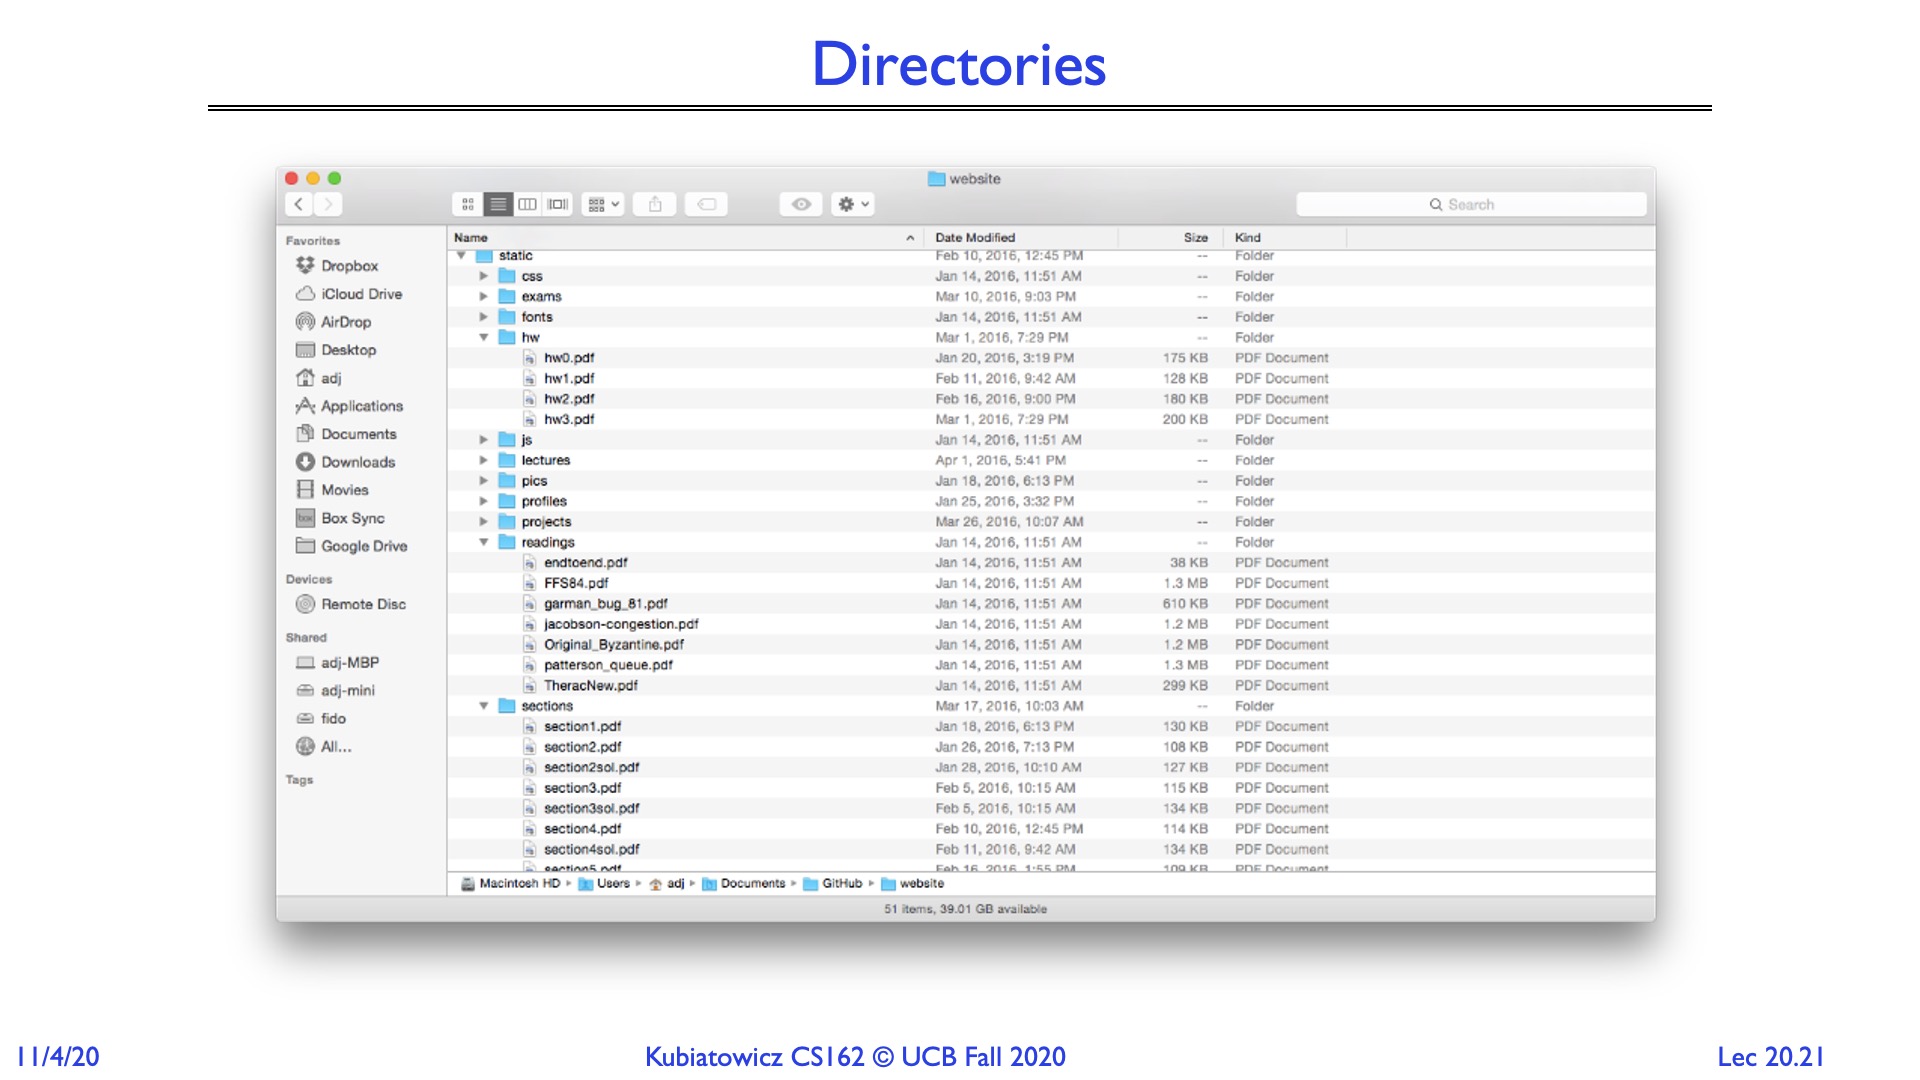 Directories
website
Search
Favorites
Dropbox
iCloud Drive
AirDrop
Desktop
adj
Applications
Documents
Downloads
Movies
Box Sync
Google Drive
Devices
Remote Disc
Shared
adj-MBP
adj-mini
fido
All...
Tags
Name Date Modified Size Kind
static Feb 10, 2016, 12:45 PM -- Folder
css Jan 14, 2016, 11:51 AM -- Folder
exams Mar 10, 2016, 9:03 PM -- Folder
fonts Jan 14, 2016, 11:51 AM -- Folder
hw Mar 1, 2016, 7:29 PM -- Folder
hw0.pdf Jan 20, 2016, 3:19 PM 175 KB PDF Document
hw1.pdf Feb 11, 2016, 9:42 AM 128 KB PDF Document
hw2.pdf Feb 16, 2016, 9:00 PM 180 KB PDF Document
hw3.pdf Mar 1, 2016, 7:29 PM 200 KB PDF Document
js Jan 14, 2016, 11:51 AM -- Folder
lectures Apr 1, 2016, 5:41 PM -- Folder
pics Jan 18, 2016, 6:13 PM -- Folder
profiles Jan 25, 2016, 3:32 PM -- Folder
projects Mar 26, 2016, 10:07 AM -- Folder
readings Jan 14, 2016, 11:51 AM -- Folder
endtoend.pdf Jan 14, 2016, 11:51 AM 38 KB PDF Document
FFS84.pdf Jan 14, 2016, 11:51 AM 1.3 MB PDF Document
garman_bug_81.pdf Jan 14, 2016, 11:51 AM 610 KB PDF Document
jacobson-congestion.pdf Jan 14, 2016, 11:51 AM 1.2 MB PDF Document
Original_Byzantine.pdf Jan 14, 2016, 11:51 AM 1.2 MB PDF Document
patterson_queue.pdf Jan 14, 2016, 11:51 AM 1.3 MB PDF Document
TheracNew.pdf Jan 14, 2016, 11:51 AM 299 KB PDF Document
sections Mar 17, 2016, 10:03 AM -- Folder
section1.pdf Jan 18, 2016, 6:13 PM 130 KB PDF Document
section2.pdf Jan 26, 2016, 7:13 PM 108 KB PDF Document
section2sol.pdf Jan 28, 2016, 10:10 AM 127 KB PDF Document
section3.pdf Feb 5, 2016, 10:15 AM 115 KB PDF Document
section3sol.pdf Feb 5, 2016, 10:15 AM 134 KB PDF Document
section4.pdf Feb 10, 2016, 12:45 PM 114 KB PDF Document
section4sol.pdf Feb 11, 2016, 9:42 AM 134 KB PDF Document
section5.pdf Feb 16, 2016, 1:55 PM 109 KB PDF Document
Macintosh HD Users adj Documents GitHub website
51 items, 39.01 GB available
11/4/20 Kubiatowicz CS162 © UCB Fall 2020 Lec 20.21